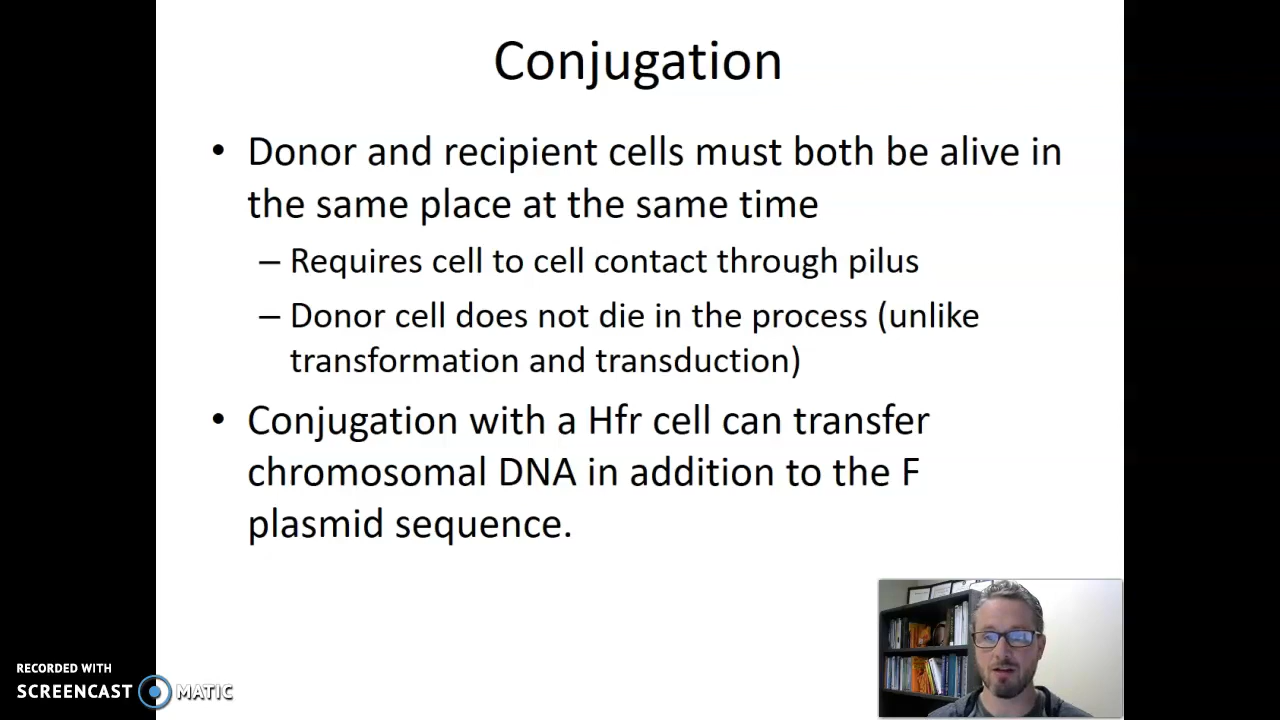 Conjugation
• Donor and recipient cells must both be alive in
the same place at the same time
– Requires cell to cell contact through pilus
– Donor cell does not die in the process (unlike
transformation and transduction)
• Conjugation with a Hfr cell can transfer
chromosomal DNA in addition to the F
plasmid sequence.
RECORDED WITH
SCREENCAST MATIC